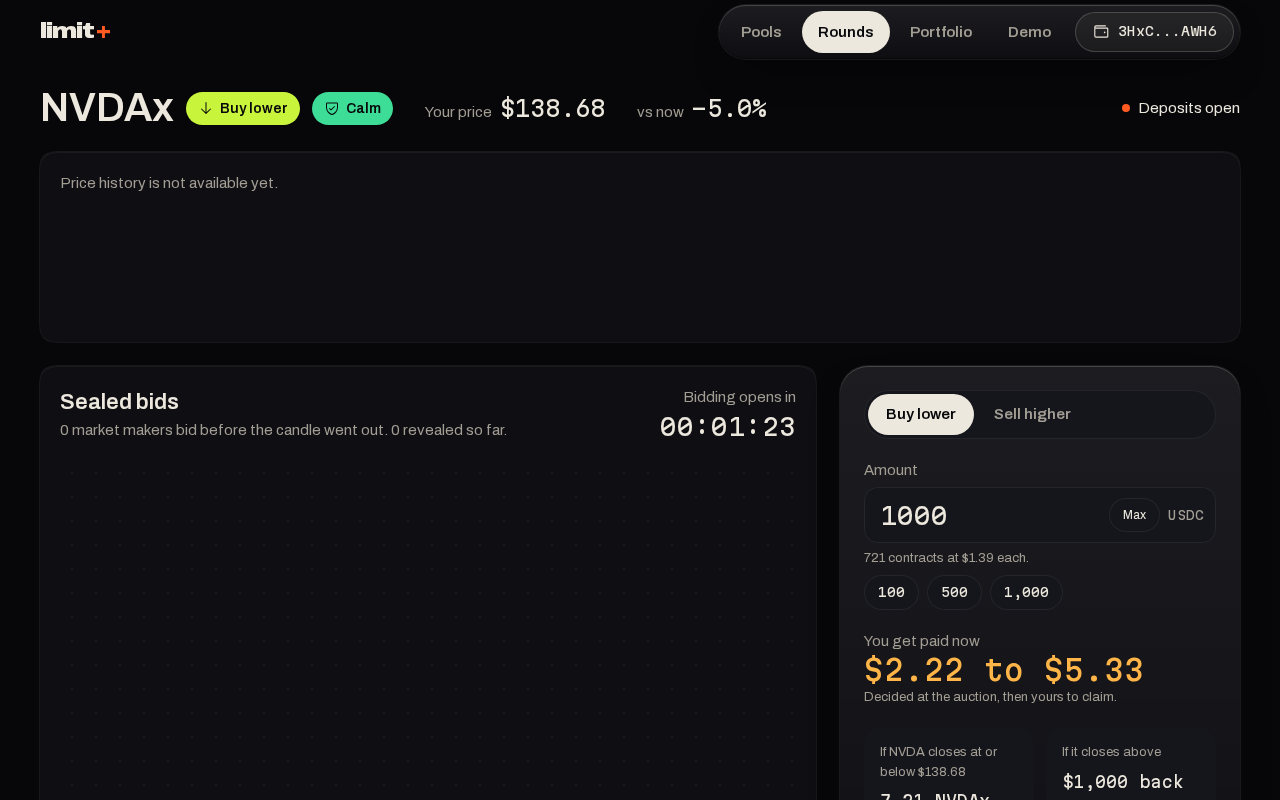 limit+
Pools Rounds Portfolio Demo 3HxC...AWH6
NVDAx Buy lower Calm Your price $138.68 vs now −5.0% Deposits open
Price history is not available yet.
Sealed bids
0 market makers bid before the candle went out. 0 revealed so far.
Bidding opens in
00:01:23
Buy lower Sell higher
Amount
1000 Max USDC
721 contracts at $1.39 each.
100 500 1,000
You get paid now
$2.22 to $5.33
Decided at the auction, then yours to claim.
If NVDA closes at or
below $138.68
7.21 NVDAx
If it closes above
$1,000 back